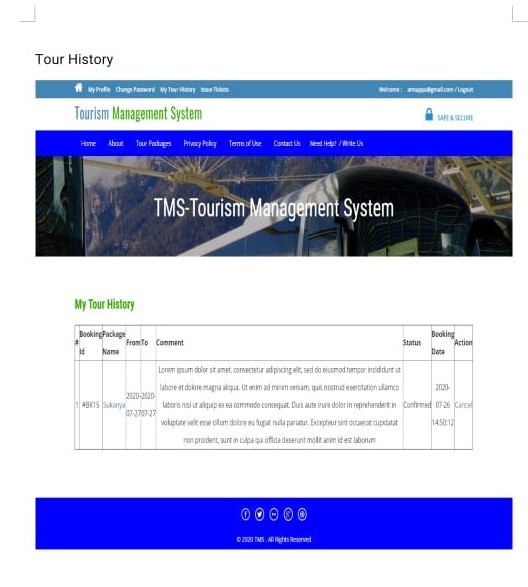 Tour History
My Profile Change Password My Tour History Issue Tickets
Welcome : annappa@gmail.com / Logout
Tourism Management System
SAFE & SECURE
Home About Tour Packages Privacy Policy Terms of Use Contact Us Need Help? / Write Us
TMS-Tourism Management System
My Tour History
# Booking Id Package Name From To Comment Status Booking Date Action
1 #BK15 Sukanya 2020-07-27 2020-07-27
Lorem ipsum dolor sit amet, consectetur adipiscing elit, sed do eiusmod tempor incididunt ut
labore et dolore magna aliqua. Ut enim ad minim veniam, quis nostrud exercitation ullamco
laboris nisi ut aliquip ex ea commodo consequat. Duis aute irure dolor in reprehenderit in
voluptate velit esse cillum dolore eu fugiat nulla pariatur. Excepteur sint occaecat cupidatat
non proident, sunt in culpa qui officia deserunt mollit anim id est laborum
Confirmed 2020-07-26 14:50:12 Cancel
© 2020 TMS . All Rights Reserved